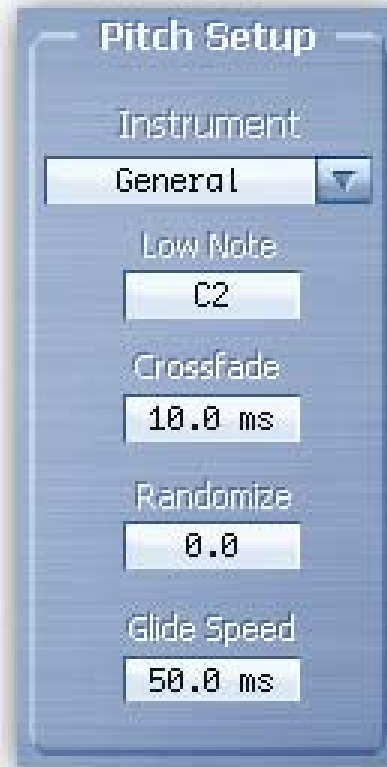 Pitch Setup
Instrument
General
Low Note
C2
Crossfade
10.0 ms
Randomize
0.0
Glide Speed
50.0 ms